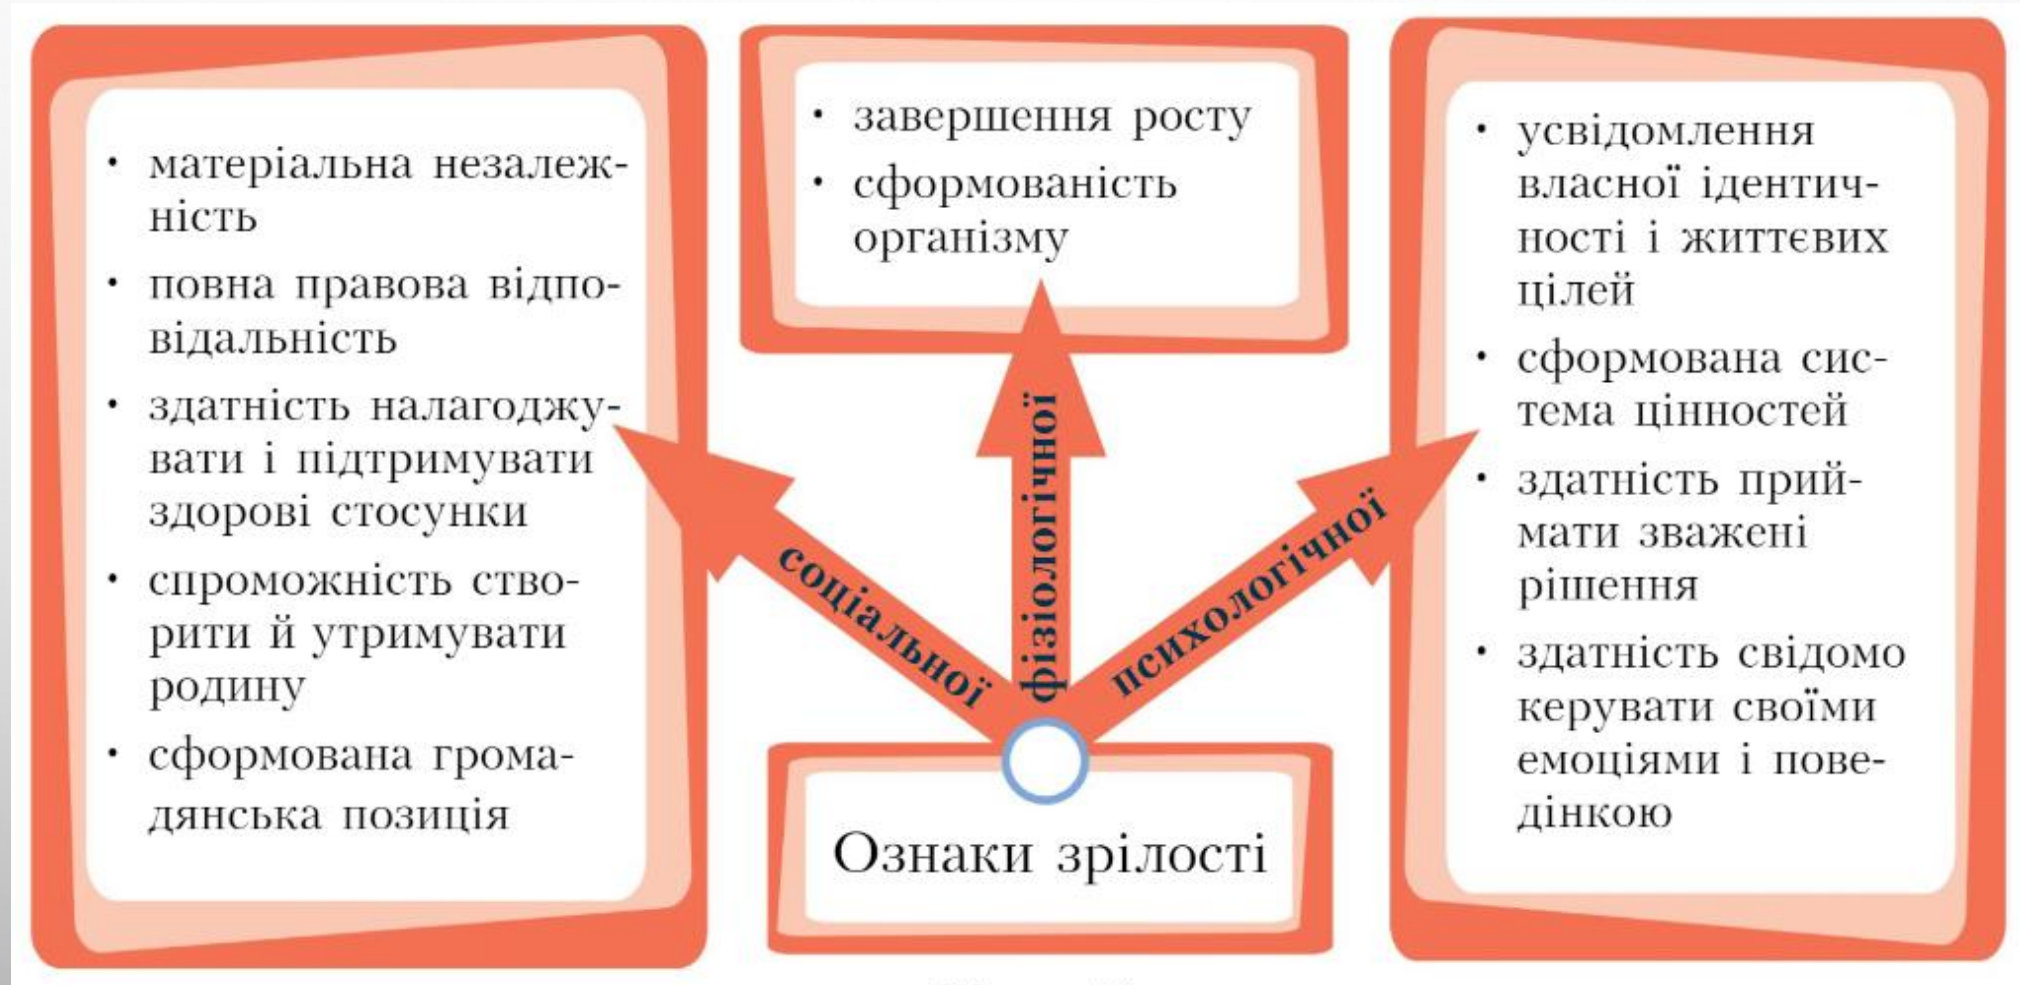 • матеріальна незалеж-
ність
• повна правова відпо-
відальність
• здатність налагоджу-
вати і підтримувати
здорові стосунки
• спроможність ство-
рити й утримувати
родину
• сформована грома-
дянська позиція
• завершення росту
• сформованість
організму
• усвідомлення
власної ідентич-
ності і життєвих
цілей
• сформована сис-
тема цінностей
• здатність прий-
мати зважені
рішення
• здатність свідомо
керувати своїми
емоціями і пове-
дінкою
соціальної
фізіологічної
психологічної
Ознаки зрілості